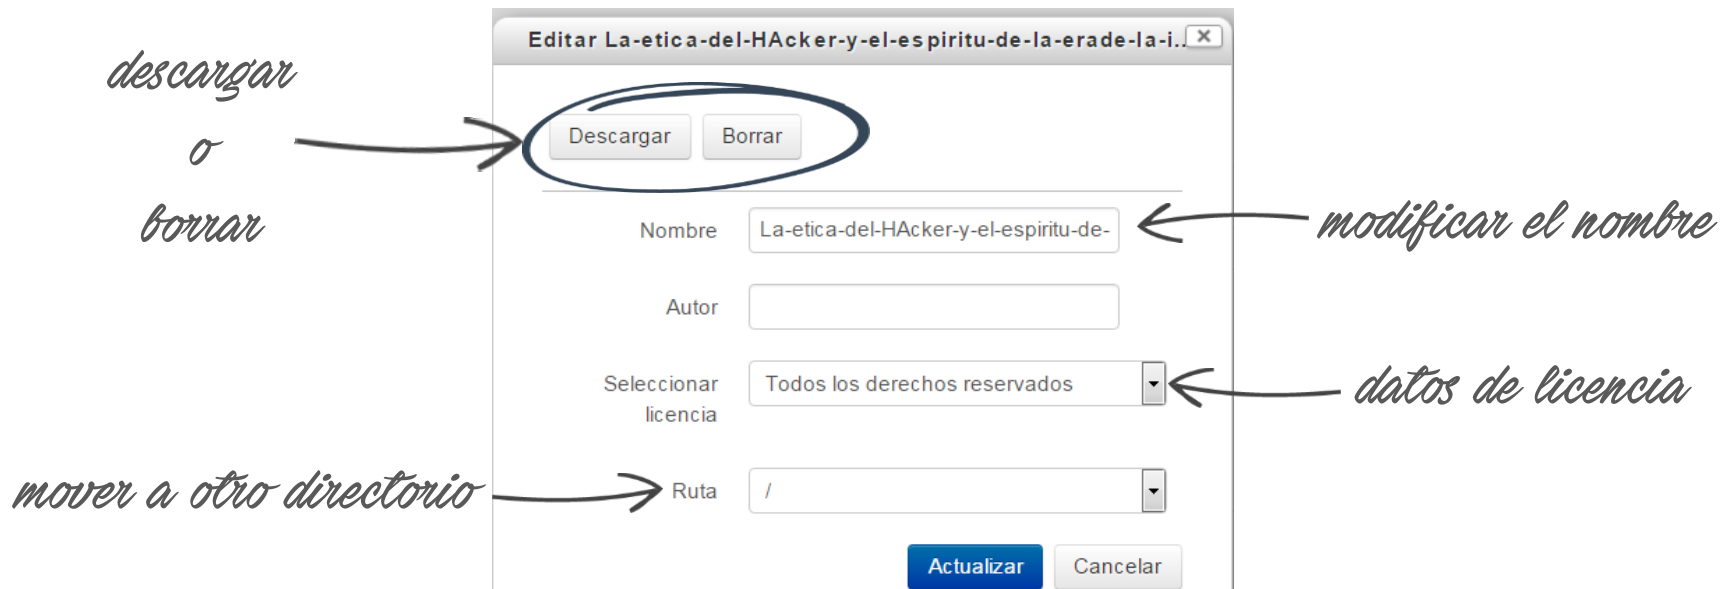 Editar La-etica-del-HAcker-y-el-espiritu-de-la-erade-la-i..
descargar
o
borrar
Descargar Borrar
Nombre La-etica-del-HAcker-y-el-espiritu-de-
modificar el nombre
Autor
Seleccionar licencia Todos los derechos reservados
datos de licencia
mover a otro directorio
Ruta /
Actualizar Cancelar